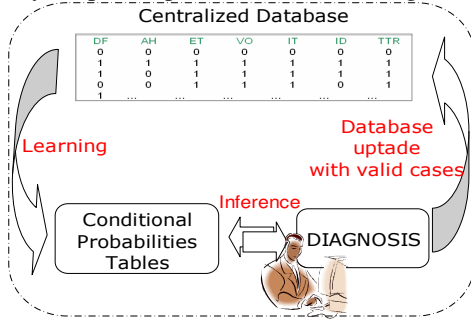 Centralized Database
DF AH ET VO IT ID TTR
0 0 0 0 0 0 0
1 1 1 1 1 1 1
1 0 1 1 1 1 1
0 0 1 1 1 0 1
1 ... ... ... ... ... ...
Learning
Database
uptade
with valid cases
Inference
Conditional
Probabilities
Tables
DIAGNOSIS